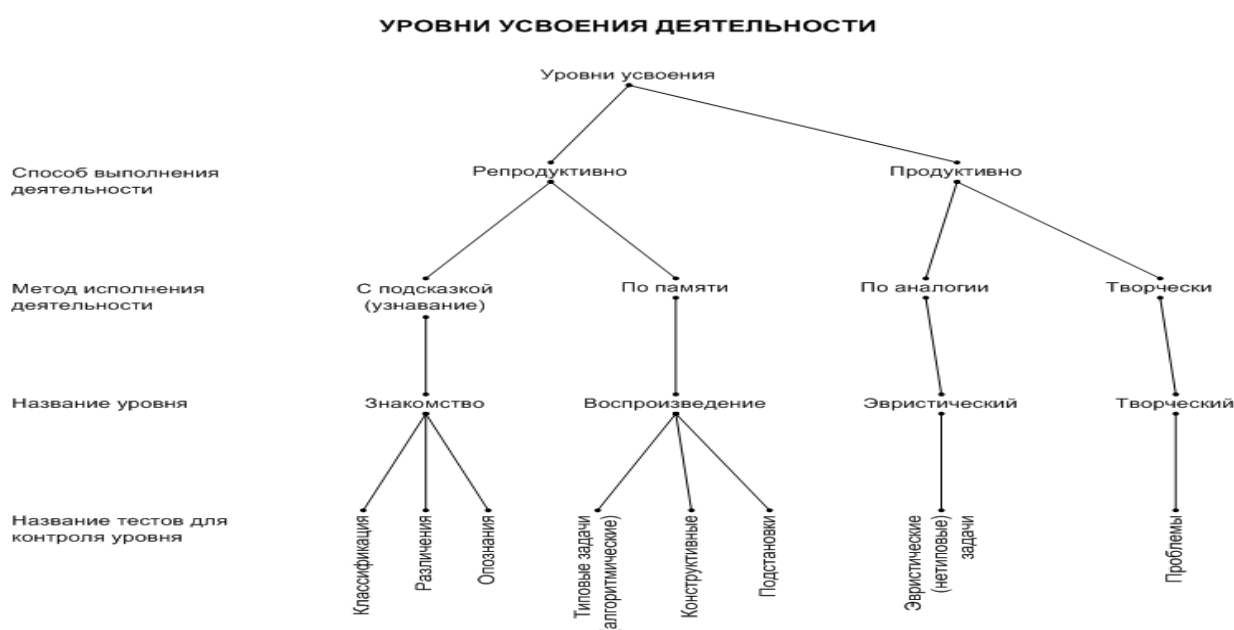 УРОВНИ УСВОЕНИЯ ДЕЯТЕЛЬНОСТИ
Уровни усвоения
Способ выполнения
деятельности
Репродуктивно
Продуктивно
Метод исполнения
деятельности
С подсказкой
(узнавание)
По памяти
По аналогии
Творчески
Название уровня
Знакомство
Воспроизведение
Эвристический
Творческий
Название тестов для
контроля уровня
Классификация
Различения
Опознания
Типовые задачи
(алгоритмические)
Конструктивные
Подстановки
Эвристические
(нетиповые)
задачи
Проблемы